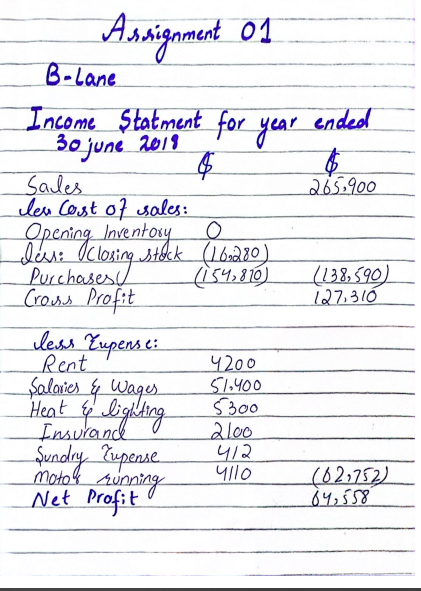 Assignment 01
B-Lane
Income Statment for year ended
30 june 2018
$ $
Sales 265,900
less Cost of sales:
Opening Inventory 0
less: Closing stock (16,280)
Purchases (154,870) (138,590)
Gross Profit 127,310
less Expense:
Rent 4200
Salaries & Wages 51,400
Heat & lighting 5300
Insurance 2100
Sundry Expense 412
Motor running 4110 (62,752)
Net Profit 64,558